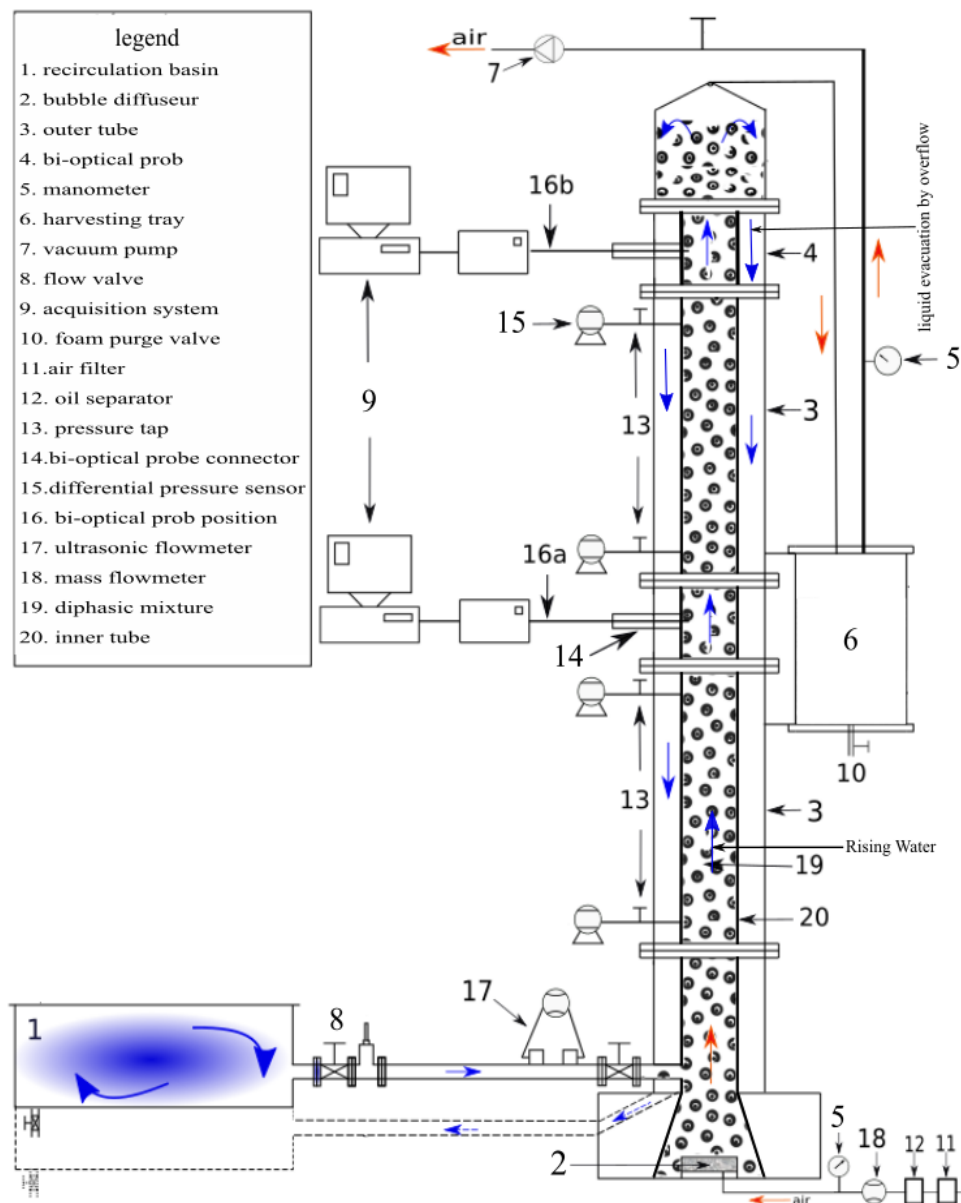 legend
1. recirculation basin
2. bubble diffuseur
3. outer tube
4. bi-optical prob
5. manometer
6. harvesting tray
7. vacuum pump
8. flow valve
9. acquisition system
10. foam purge valve
11.air filter
12. oil separator
13. pressure tap
14.bi-optical probe connector
15.differential pressure sensor
16. bi-optical prob position
17. ultrasonic flowmeter
18. mass flowmeter
19. diphasic mixture
20. inner tube
air
7
16b
4
liquid evacuation by overflow
15
5
9
13
3
16a
14
6
10
13
3
Rising Water
19
20
17
1
8
5
18
12
11
2
air